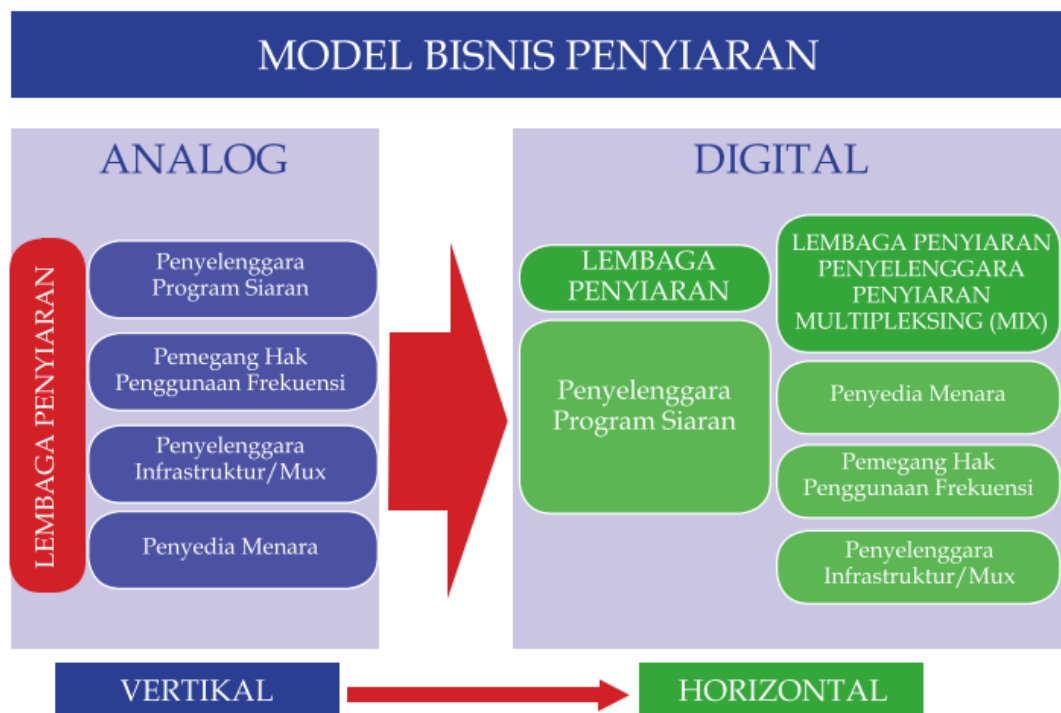 MODEL BISNIS PENYIARAN
ANALOG
LEMBAGA PENYIARAN
Penyelenggara
Program Siaran
Pemegang Hak
Penggunaan Frekuensi
Penyelenggara
Infrastruktur/Mux
Penyedia Menara
DIGITAL
LEMBAGA
PENYIARAN
Penyelenggara
Program Siaran
LEMBAGA PENYIARAN
PENYELENGGARA
PENYIARAN
MULTIPLEKSING (MIX)
Penyedia Menara
Pemegang Hak
Penggunaan Frekuensi
Penyelenggara
Infrastruktur/Mux
VERTIKAL
HORIZONTAL